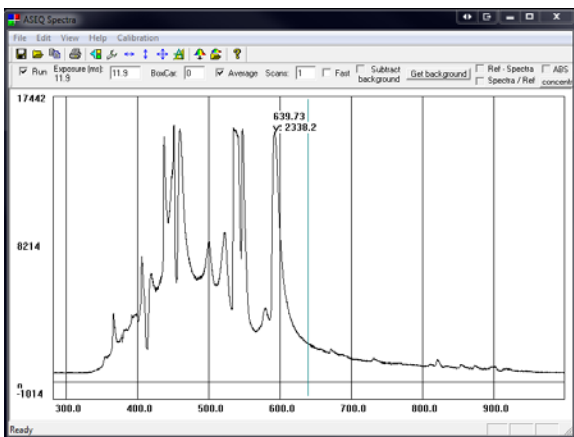 ASEQ Spectra
File Edit View Help Calibration
Run Exposure (ms): 11.9 11.9 BoxCar: 0 Average Scans: 1 Fast Subtract background Get background Ref - Spectra Spectra / Ref ABS concentr
17442
639.73
Y: 2338.2
8214
0
-1014
300.0 400.0 500.0 600.0 700.0 800.0 900.0
Ready